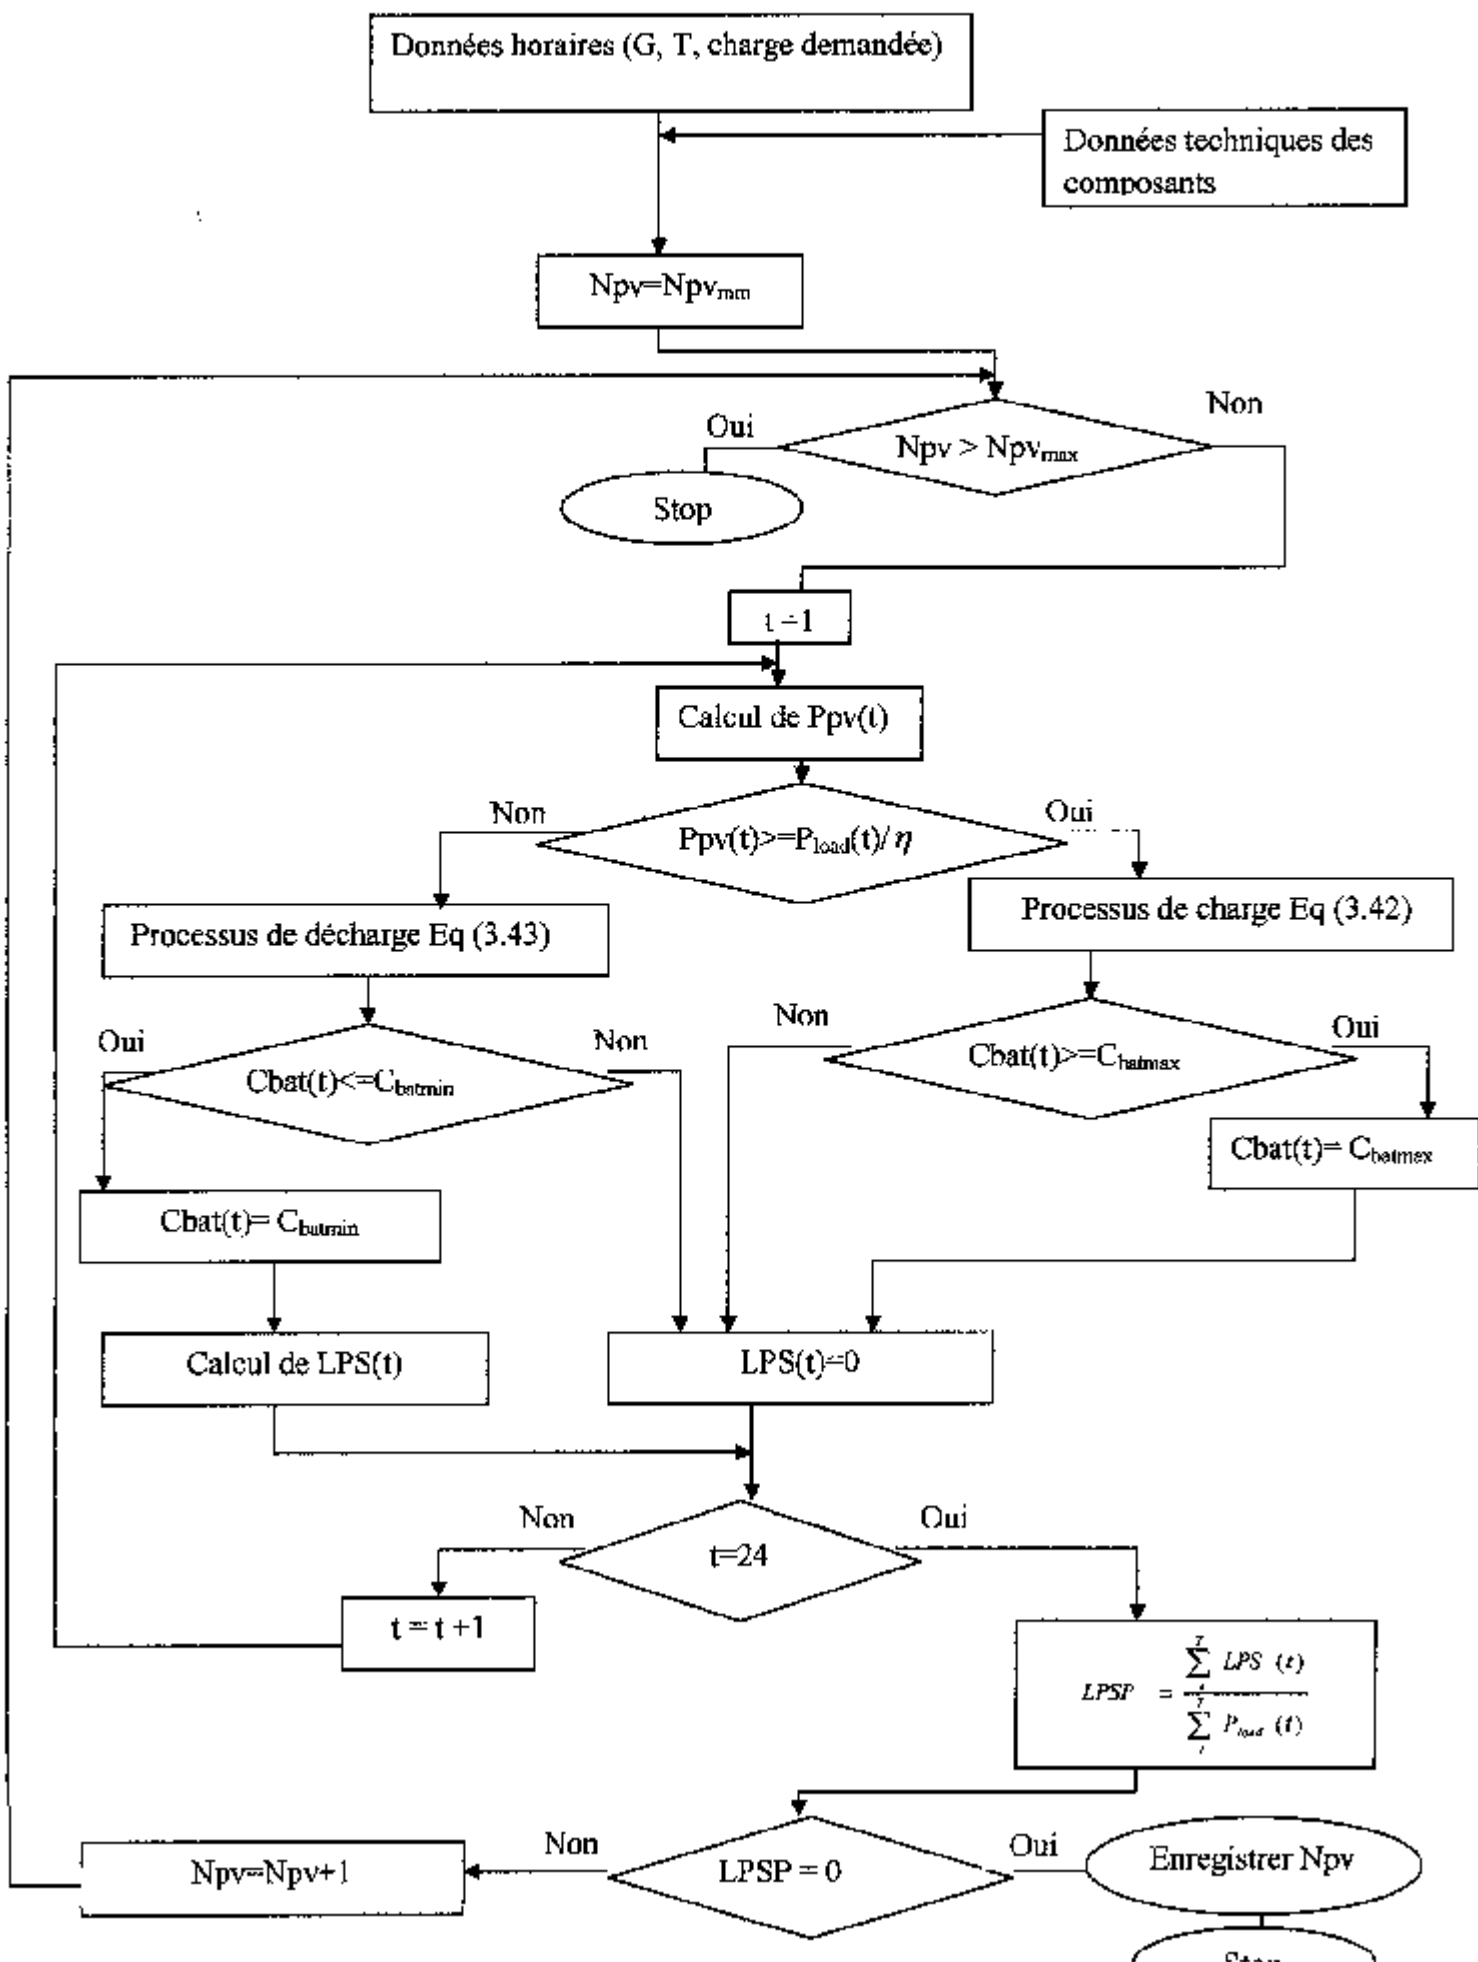 Données horaires (G, T, charge demandée)
Données techniques des
composants
Npv=Npvmin
Oui
Non
Npv > Npvmax
Stop
t =1
Calcul de Ppv(t)
Non
Oui
Ppv(t)>=Pload(t)/ η
Processus de décharge Eq (3.43)
Processus de charge Eq (3.42)
Oui
Non
Non
Oui
Cbat(t)<=Cbatmin
Cbat(t)>=Cbatmax
Cbat(t)= Cbatmax
Cbat(t)= Cbatmin
Calcul de LPS(t)
LPS(t)=0
Non
Oui
t=24
t = t +1
LPSP = ∑ LPS (t) / ∑ Pload (t)
Non
Oui
Npv=Npv+1
LPSP = 0
Enregistrer Npv
Stop